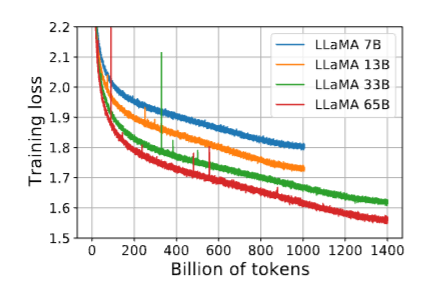 2.2
2.1
2.0
1.9
1.8
1.7
1.6
1.5
Training loss
LLaMA 7B
LLaMA 13B
LLaMA 33B
LLaMA 65B
0 200 400 600 800 1000 1200 1400
Billion of tokens